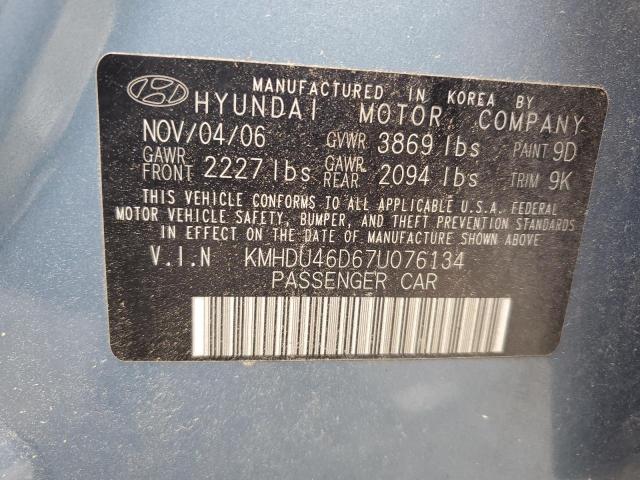 MANUFACTURED IN KOREA BY
HYUNDAI MOTOR COMPANY
NOV/04/06 GVWR 3869 lbs PAINT 9D
GAWR FRONT 2227 lbs GAWR REAR 2094 lbs TRIM 9K
THIS VEHICLE CONFORMS TO ALL APPLICABLE U.S.A. FEDERAL
MOTOR VEHICLE SAFETY, BUMPER, AND THEFT PREVENTION STANDARDS
IN EFFECT ON THE DATE OF MANUFACTURE SHOWN ABOVE.
V.I.N KMHDU46D67U076134
PASSENGER CAR